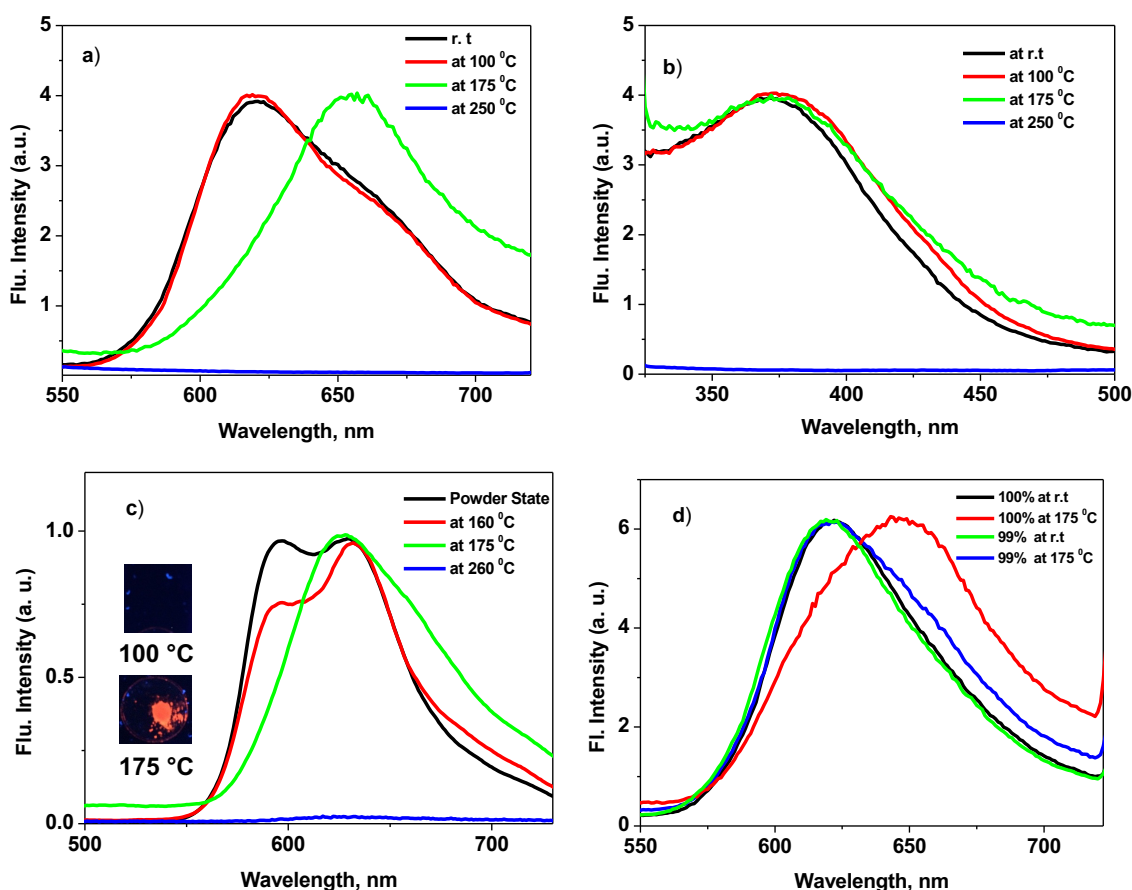 a)
r. t
at 100 ⁰C
at 175 ⁰C
at 250 ⁰C
5
4
3
2
1
0
550 600 650 700
Flu. Intensity (a.u.)
Wavelength, nm
b)
at r.t
at 100 ⁰C
at 175 ⁰C
at 250 ⁰C
5
4
3
2
1
0
350 400 450 500
Flu. Intensity (a.u.)
Wavelength, nm
c)
Powder State
at 160 ⁰C
at 175 ⁰C
at 260 ⁰C
1.0
0.5
0.0
100 °C
175 °C
500 600 700
Flu. Intensity (a. u.)
Wavelength, nm
d)
100% at r.t
100% at 175 ⁰C
99% at r.t
99% at 175 ⁰C
6
4
2
0
550 600 650 700
Fl. Intensity (a. u.)
Wavelength, nm